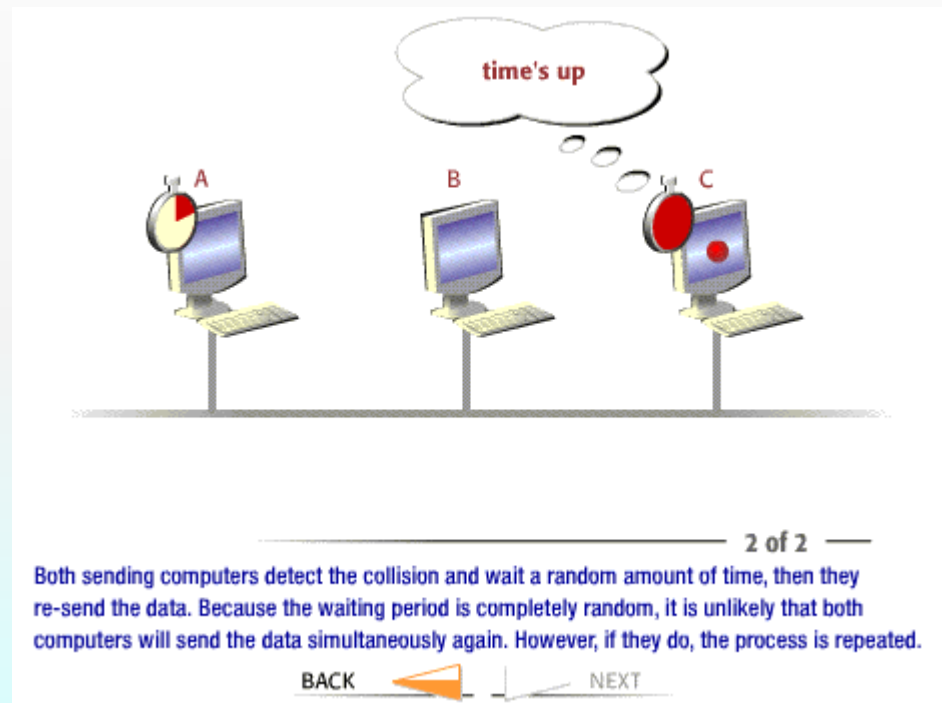 time's up
A
B
C
2 of 2
Both sending computers detect the collision and wait a random amount of time, then they
re-send the data. Because the waiting period is completely random, it is unlikely that both
computers will send the data simultaneously again. However, if they do, the process is repeated.
BACK
NEXT